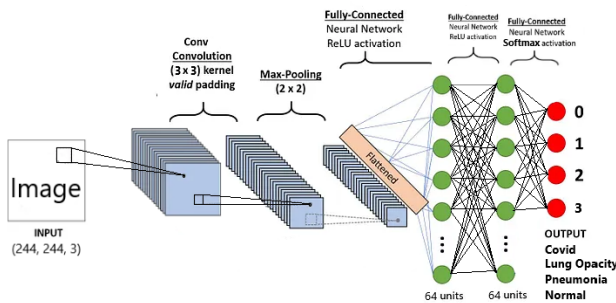 Conv
Convolution
(3 x 3) kernel
valid padding
Max-Pooling
(2 x 2)
Fully-Connected
Neural Network
ReLU activation
Fully-Connected
Neural Network
ReLU activation
Fully-Connected
Neural Network
Softmax activation
Image
INPUT
(244, 244, 3)
Flattened
0
1
2
3
64 units
64 units
OUTPUT
Covid
Lung Opacity
Pneumonia
Normal